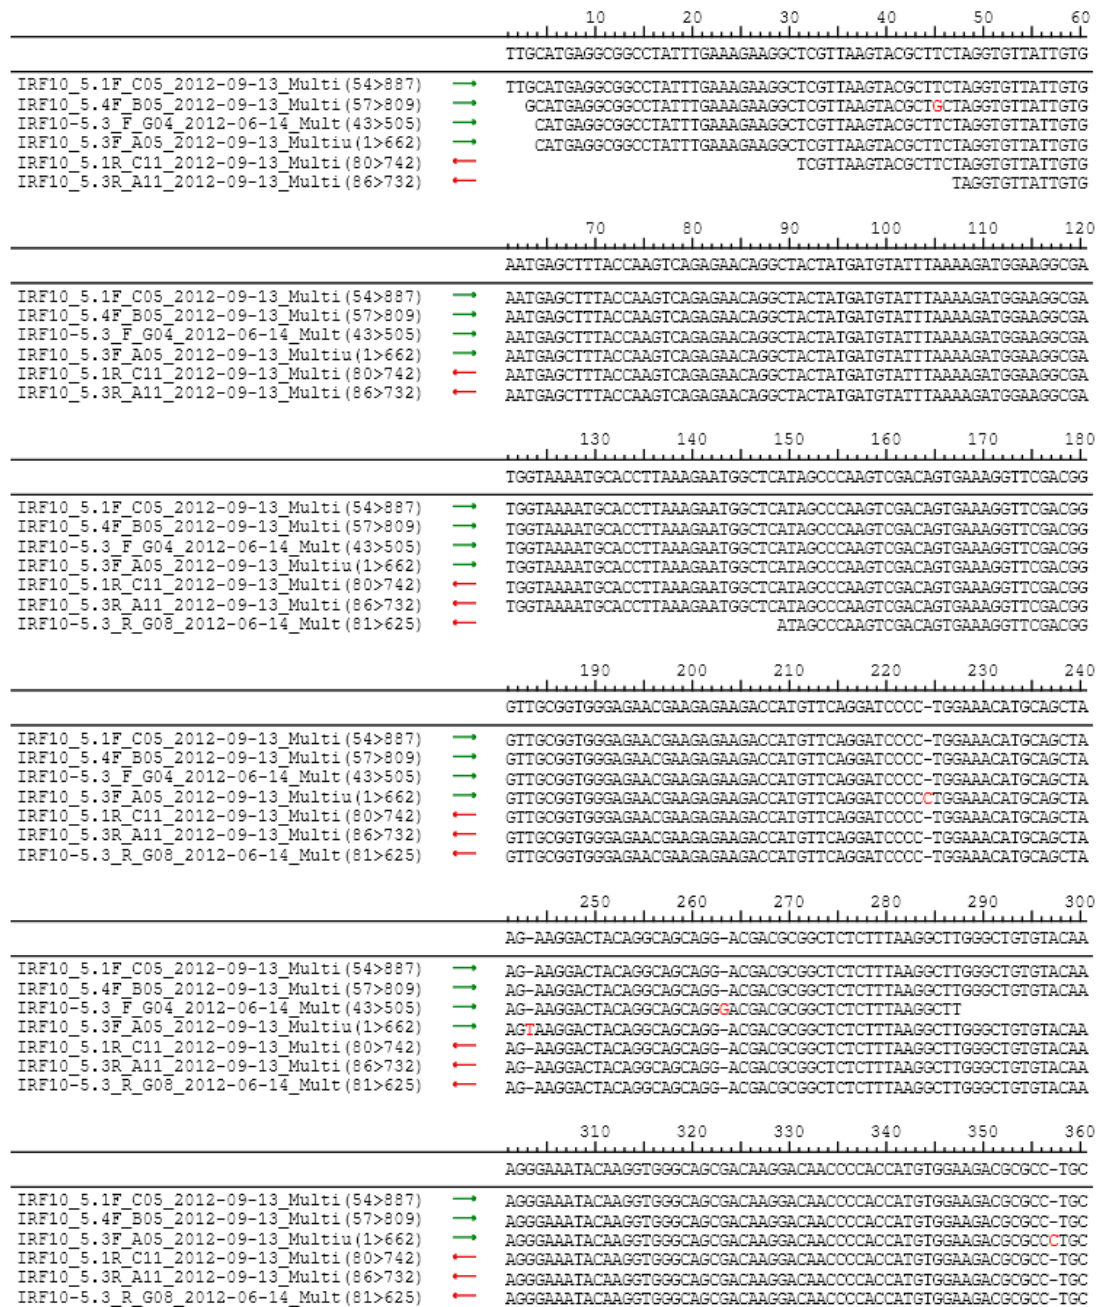 10 20 30 40 50 60
TTGCATGAGGCGGCCTATTTGAAAGAAGGCTCGTTAAGTACGCTTCTAGGTGTTATTGTG
IRF10_5.1F_C05_2012-09-13_Multi(54>887) → TTGCATGAGGCGGCCTATTTGAAAGAAGGCTCGTTAAGTACGCTTCTAGGTGTTATTGTG
IRF10_5.4F_B05_2012-09-13_Multi(57>809) → GCATGAGGCGGCCTATTTGAAAGAAGGCTCGTTAAGTACGCTGCTAGGTGTTATTGTG
IRF10-5.3_F_G04_2012-06-14_Mult(43>505) → CATGAGGCGGCCTATTTGAAAGAAGGCTCGTTAAGTACGCTTCTAGGTGTTATTGTG
IRF10_5.3F_A05_2012-09-13_Multiu(1>662) → CATGAGGCGGCCTATTTGAAAGAAGGCTCGTTAAGTACGCTTCTAGGTGTTATTGTG
IRF10_5.1R_C11_2012-09-13_Multi(80>742) ← TCGTTAAGTACGCTTCTAGGTGTTATTGTG
IRF10_5.3R_A11_2012-09-13_Multi(86>732) ← TAGGTGTTATTGTG
70 80 90 100 110 120
AATGAGCTTTACCAAGTCAGAGAACAGGCTACTATGATGTATTTAAAAGATGGAAGGCGA
IRF10_5.1F_C05_2012-09-13_Multi(54>887) → AATGAGCTTTACCAAGTCAGAGAACAGGCTACTATGATGTATTTAAAAGATGGAAGGCGA
IRF10_5.4F_B05_2012-09-13_Multi(57>809) → AATGAGCTTTACCAAGTCAGAGAACAGGCTACTATGATGTATTTAAAAGATGGAAGGCGA
IRF10-5.3_F_G04_2012-06-14_Mult(43>505) → AATGAGCTTTACCAAGTCAGAGAACAGGCTACTATGATGTATTTAAAAGATGGAAGGCGA
IRF10_5.3F_A05_2012-09-13_Multiu(1>662) → AATGAGCTTTACCAAGTCAGAGAACAGGCTACTATGATGTATTTAAAAGATGGAAGGCGA
IRF10_5.1R_C11_2012-09-13_Multi(80>742) ← AATGAGCTTTACCAAGTCAGAGAACAGGCTACTATGATGTATTTAAAAGATGGAAGGCGA
IRF10_5.3R_A11_2012-09-13_Multi(86>732) ← AATGAGCTTTACCAAGTCAGAGAACAGGCTACTATGATGTATTTAAAAGATGGAAGGCGA
130 140 150 160 170 180
TGGTAAAATGCACCTTAAAGAATGGCTCATAGCCCAAGTCGACAGTGAAAGGTTCGACGG
IRF10_5.1F_C05_2012-09-13_Multi(54>887) → TGGTAAAATGCACCTTAAAGAATGGCTCATAGCCCAAGTCGACAGTGAAAGGTTCGACGG
IRF10_5.4F_B05_2012-09-13_Multi(57>809) → TGGTAAAATGCACCTTAAAGAATGGCTCATAGCCCAAGTCGACAGTGAAAGGTTCGACGG
IRF10-5.3_F_G04_2012-06-14_Mult(43>505) → TGGTAAAATGCACCTTAAAGAATGGCTCATAGCCCAAGTCGACAGTGAAAGGTTCGACGG
IRF10_5.3F_A05_2012-09-13_Multiu(1>662) → TGGTAAAATGCACCTTAAAGAATGGCTCATAGCCCAAGTCGACAGTGAAAGGTTCGACGG
IRF10_5.1R_C11_2012-09-13_Multi(80>742) ← TGGTAAAATGCACCTTAAAGAATGGCTCATAGCCCAAGTCGACAGTGAAAGGTTCGACGG
IRF10_5.3R_A11_2012-09-13_Multi(86>732) ← TGGTAAAATGCACCTTAAAGAATGGCTCATAGCCCAAGTCGACAGTGAAAGGTTCGACGG
IRF10-5.3_R_G08_2012-06-14_Mult(81>625) ← ATAGCCCAAGTCGACAGTGAAAGGTTCGACGG
190 200 210 220 230 240
GTTGCGGTGGGAGAACGAAGAGAAGACCATGTTCAGGATCCCC-TGGAAACATGCAGCTA
IRF10_5.1F_C05_2012-09-13_Multi(54>887) → GTTGCGGTGGGAGAACGAAGAGAAGACCATGTTCAGGATCCCC-TGGAAACATGCAGCTA
IRF10_5.4F_B05_2012-09-13_Multi(57>809) → GTTGCGGTGGGAGAACGAAGAGAAGACCATGTTCAGGATCCCC-TGGAAACATGCAGCTA
IRF10-5.3_F_G04_2012-06-14_Mult(43>505) → GTTGCGGTGGGAGAACGAAGAGAAGACCATGTTCAGGATCCCC-TGGAAACATGCAGCTA
IRF10_5.3F_A05_2012-09-13_Multiu(1>662) → GTTGCGGTGGGAGAACGAAGAGAAGACCATGTTCAGGATCCCCCTGGAAACATGCAGCTA
IRF10_5.1R_C11_2012-09-13_Multi(80>742) ← GTTGCGGTGGGAGAACGAAGAGAAGACCATGTTCAGGATCCCC-TGGAAACATGCAGCTA
IRF10_5.3R_A11_2012-09-13_Multi(86>732) ← GTTGCGGTGGGAGAACGAAGAGAAGACCATGTTCAGGATCCCC-TGGAAACATGCAGCTA
IRF10-5.3_R_G08_2012-06-14_Mult(81>625) ← GTTGCGGTGGGAGAACGAAGAGAAGACCATGTTCAGGATCCCC-TGGAAACATGCAGCTA
250 260 270 280 290 300
AG-AAGGACTACAGGCAGCAGG-ACGACGCGGCTCTCTTTAAGGCTTGGGCTGTGTACAA
IRF10_5.1F_C05_2012-09-13_Multi(54>887) → AG-AAGGACTACAGGCAGCAGG-ACGACGCGGCTCTCTTTAAGGCTTGGGCTGTGTACAA
IRF10_5.4F_B05_2012-09-13_Multi(57>809) → AG-AAGGACTACAGGCAGCAGG-ACGACGCGGCTCTCTTTAAGGCTTGGGCTGTGTACAA
IRF10-5.3_F_G04_2012-06-14_Mult(43>505) → AG-AAGGACTACAGGCAGCAGGGACGACGCGGCTCTCTTTAAGGCTT
IRF10_5.3F_A05_2012-09-13_Multiu(1>662) → AGTAAGGACTACAGGCAGCAGG-ACGACGCGGCTCTCTTTAAGGCTTGGGCTGTGTACAA
IRF10_5.1R_C11_2012-09-13_Multi(80>742) ← AG-AAGGACTACAGGCAGCAGG-ACGACGCGGCTCTCTTTAAGGCTTGGGCTGTGTACAA
IRF10_5.3R_A11_2012-09-13_Multi(86>732) ← AG-AAGGACTACAGGCAGCAGG-ACGACGCGGCTCTCTTTAAGGCTTGGGCTGTGTACAA
IRF10-5.3_R_G08_2012-06-14_Mult(81>625) ← AG-AAGGACTACAGGCAGCAGG-ACGACGCGGCTCTCTTTAAGGCTTGGGCTGTGTACAA
310 320 330 340 350 360
AGGGAAATACAAGGTGGGCAGCGACAAGGACAACCCCACCATGTGGAAGACGCGCC-TGC
IRF10_5.1F_C05_2012-09-13_Multi(54>887) → AGGGAAATACAAGGTGGGCAGCGACAAGGACAACCCCACCATGTGGAAGACGCGCC-TGC
IRF10_5.4F_B05_2012-09-13_Multi(57>809) → AGGGAAATACAAGGTGGGCAGCGACAAGGACAACCCCACCATGTGGAAGACGCGCC-TGC
IRF10_5.3F_A05_2012-09-13_Multiu(1>662) → AGGGAAATACAAGGTGGGCAGCGACAAGGACAACCCCACCATGTGGAAGACGCGCCCTGC
IRF10_5.1R_C11_2012-09-13_Multi(80>742) ← AGGGAAATACAAGGTGGGCAGCGACAAGGACAACCCCACCATGTGGAAGACGCGCC-TGC
IRF10_5.3R_A11_2012-09-13_Multi(86>732) ← AGGGAAATACAAGGTGGGCAGCGACAAGGACAACCCCACCATGTGGAAGACGCGCC-TGC
IRF10-5.3_R_G08_2012-06-14_Mult(81>625) ← AGGGAAATACAAGGTGGGCAGCGACAAGGACAACCCCACCATGTGGAAGACGCGCC-TGC